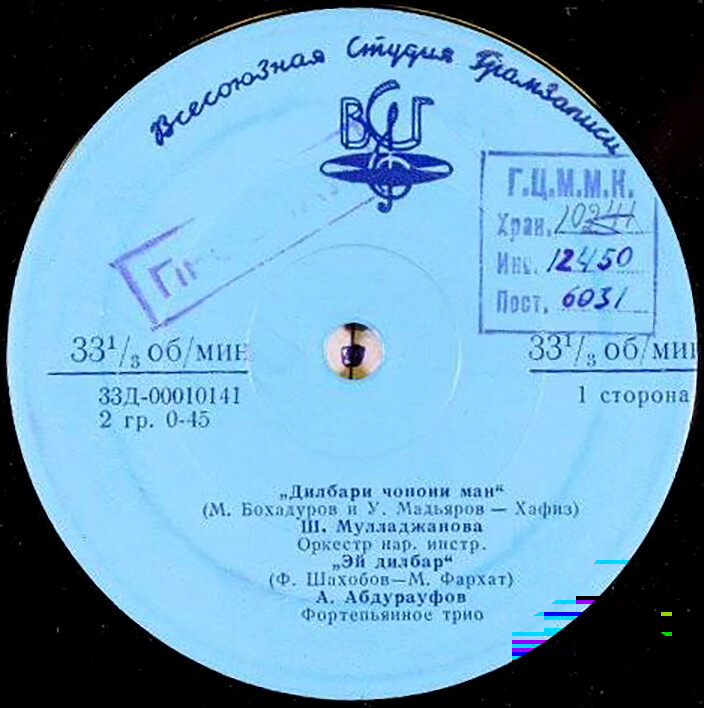 Всесоюзная Студия Грамзаписи
ВСГ
Г.Ц.М.М.К.
Хран.
Инв. 12450
Пост. 6031
33⅓ об/мин
33⅓ об/мин
33Д-00010141
2 гр. 0-45
1 сторона
„Дилбари чопони ман“
(М. Бохадуров и У. Мадьяров — Хафиз)
Ш. Мулладжанова
Оркестр нар. инстр.
„Эй дилбар“
(Ф. Шахобов—М. Фархат)
А. Абдурауфов
Фортепьянное трио